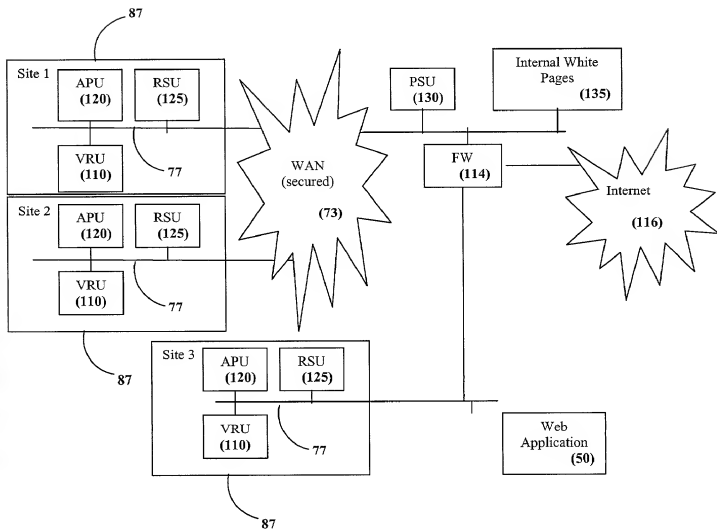 87
Site 1
APU
(120)
RSU
(125)
VRU
(110)
77
Site 2
APU
(120)
RSU
(125)
VRU
(110)
77
87
WAN
(secured)
(73)
PSU
(130)
Internal White
Pages
(135)
FW
(114)
Internet
(116)
Site 3
APU
(120)
RSU
(125)
VRU
(110)
77
87
Web
Application
(50)